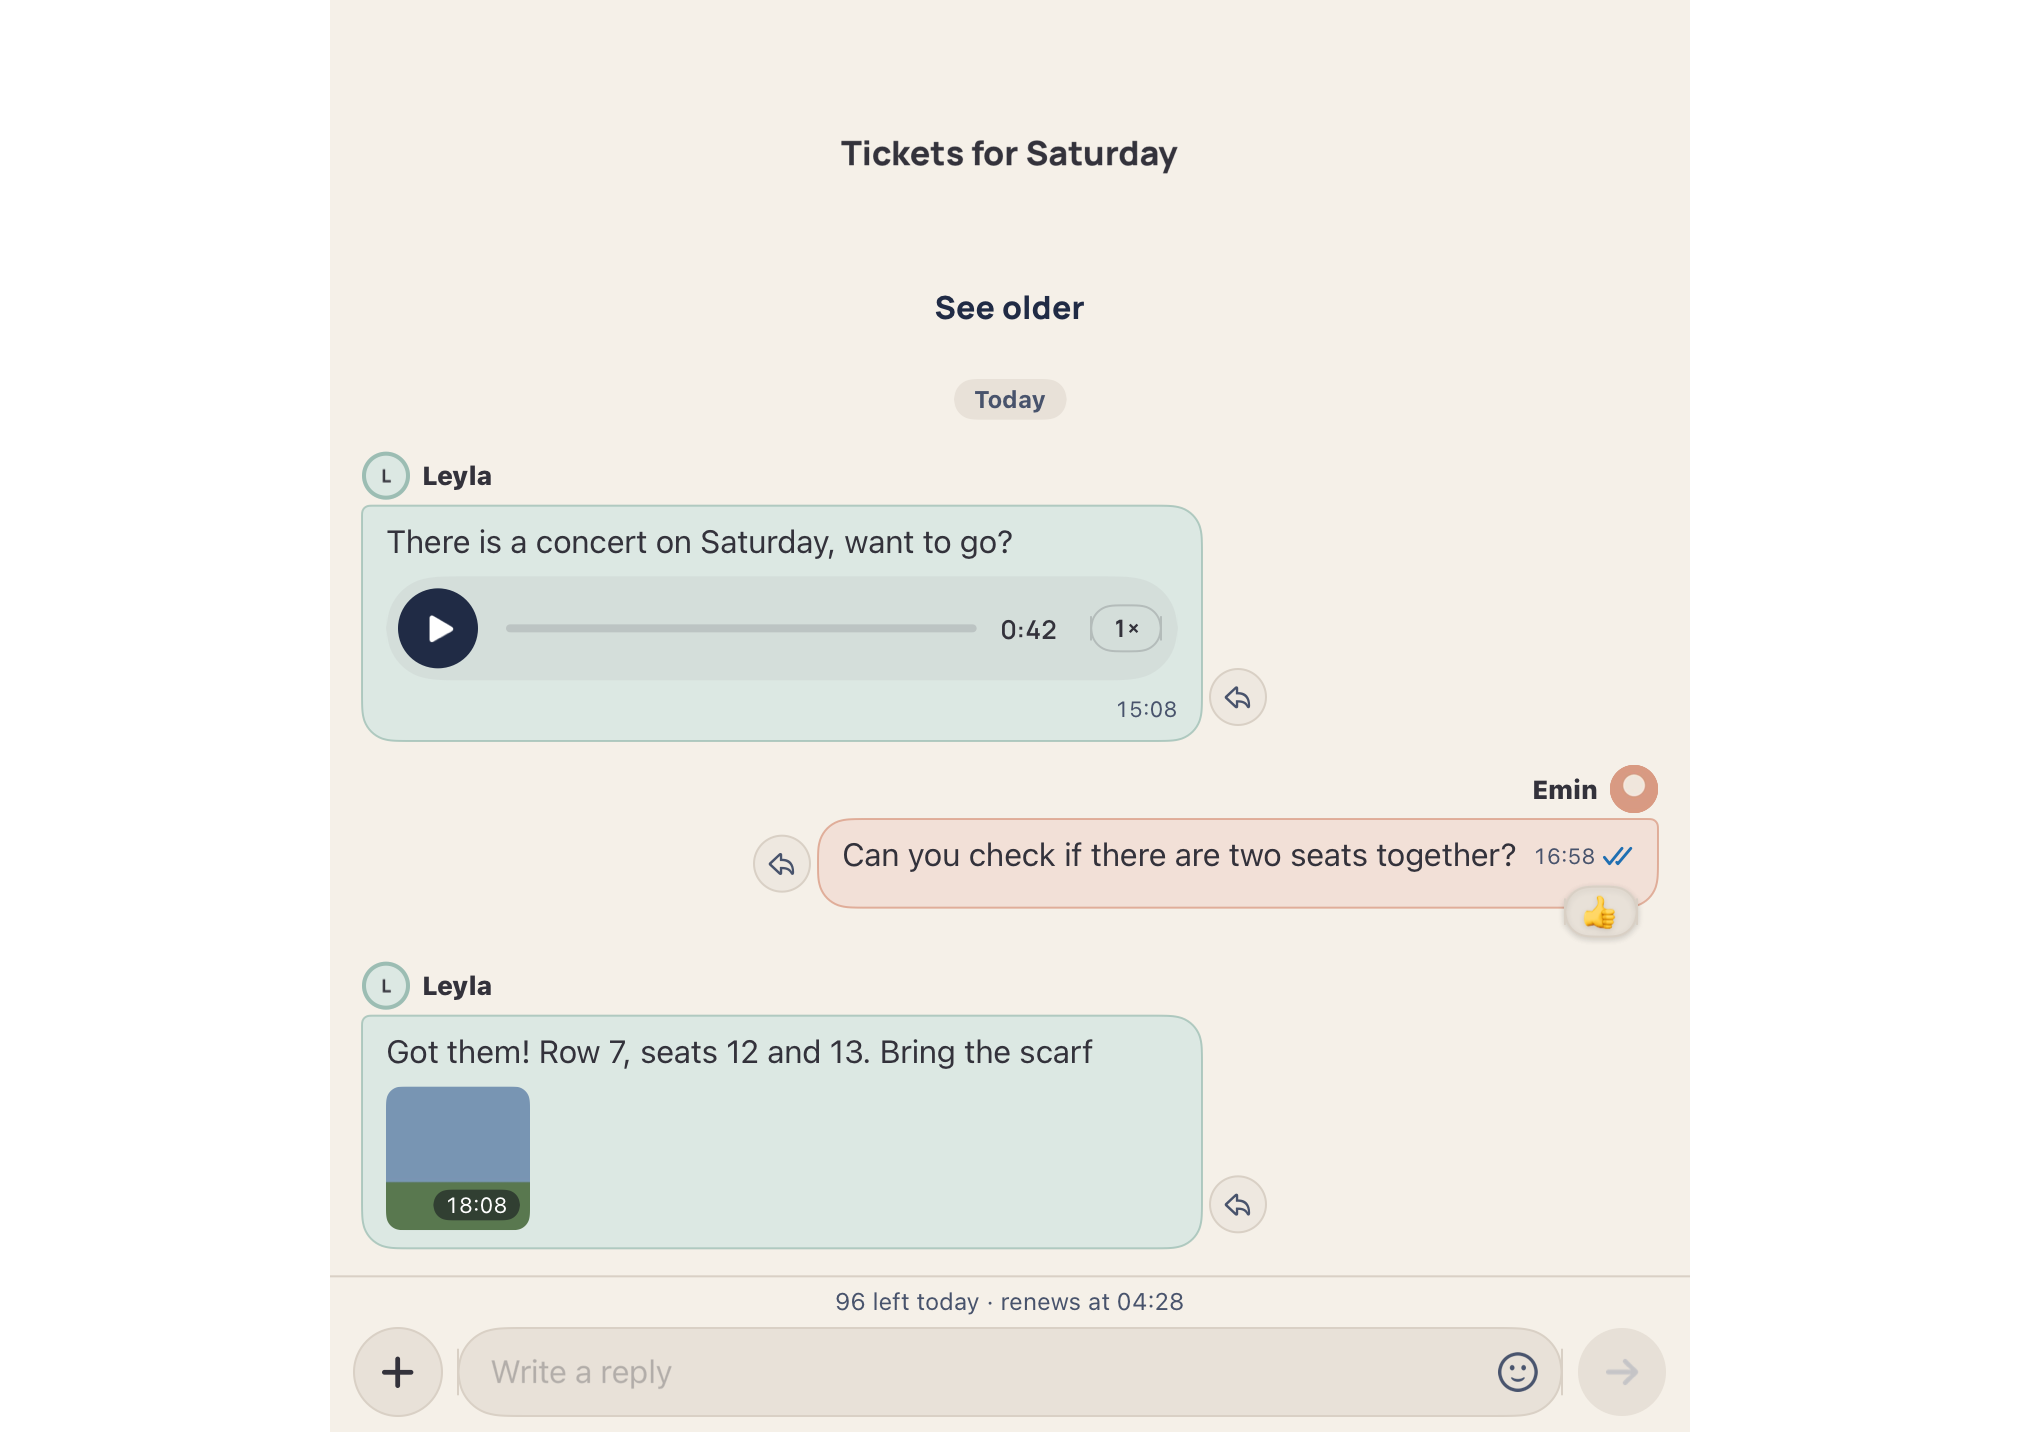 Tickets for Saturday
See older
Today
L Leyla
There is a concert on Saturday, want to go?
0:42 1×
15:08
Emin
Can you check if there are two seats together? 16:58
👍
L Leyla
Got them! Row 7, seats 12 and 13. Bring the scarf
18:08
96 left today · renews at 04:28
Write a reply